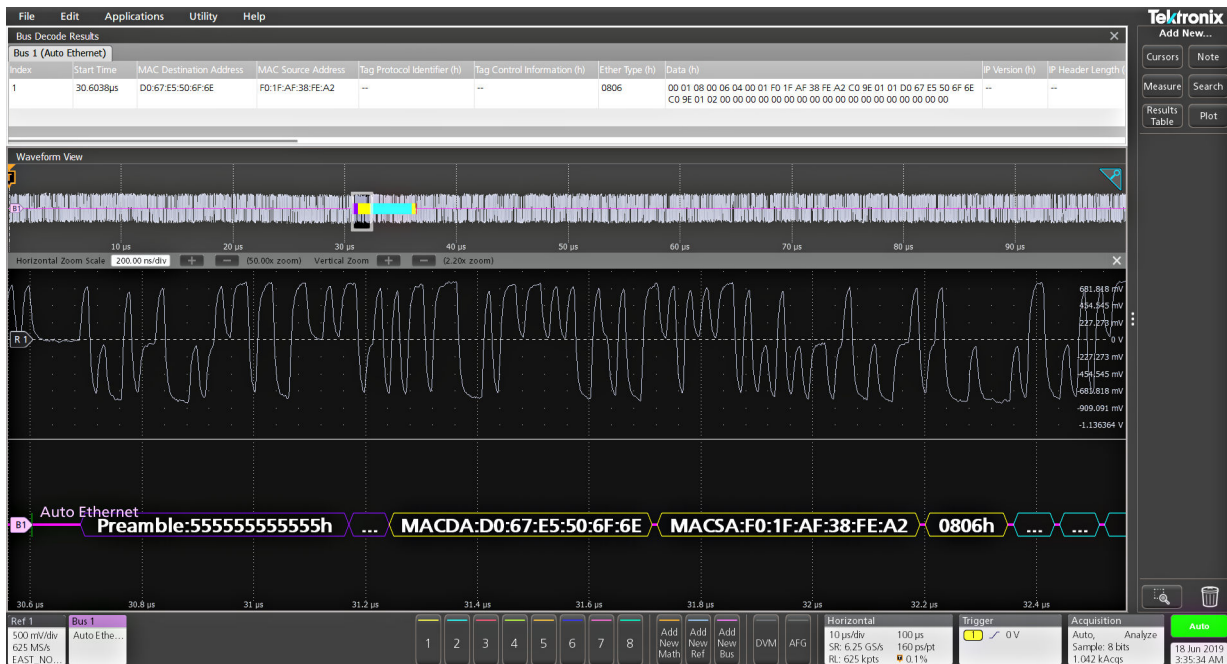 File Edit Applications Utility Help
Tektronix
Add New...
Bus Decode Results
Bus 1 (Auto Ethernet)
Index Start Time MAC Destination Address MAC Source Address Tag Protocol Identifier (h) Tag Control Information (h) Ether Type (h) Data (h) IP Version (h) IP Header Length (
1 30.6038µs D0:67:E5:50:6F:6E F0:1F:AF:38:FE:A2 -- -- 0806 00 01 08 00 06 04 00 01 F0 1F AF 38 FE A2 C0 9E 01 01 D0 67 E5 50 6F 6E -- --
C0 9E 01 02 00 00 00 00 00 00 00 00 00 00 00 00 00 00 00 00 00 00
Cursors Note
Measure Search
Results Table Plot
Waveform View
T
B1
10 µs 20 µs 30 µs 40 µs 50 µs 60 µs 70 µs 80 µs 90 µs
Horizontal Zoom Scale 200.00 ns/div + − (50.00x zoom) Vertical Zoom + − (2.20x zoom)
681.818 mV
454.545 mV
227.273 mV
R 1
0 V
-227.273 mV
-454.545 mV
-681.818 mV
-909.091 mV
-1.136364 V
Auto Ethernet
B1 Preamble:555555555555h ... MACDA:D0:67:E5:50:6F:6E MACSA:F0:1F:AF:38:FE:A2 0806h ... ...
30.6 µs 30.8 µs 31 µs 31.2 µs 31.4 µs 31.6 µs 31.8 µs 32 µs 32.2 µs 32.4 µs
Ref 1
500 mV/div
625 MS/s
EAST_NO...
Bus 1
Auto Ethe...
1 2 3 4 5 6 7 8
Add New Math
Add New Ref
Add New Bus
DVM
AFG
Horizontal
10 µs/div 100 µs
SR: 6.25 GS/s 160 ps/pt
RL: 625 kpts 0.1%
Trigger
1 0 V
Acquisition
Auto, Analyze
Sample: 8 bits
1.042 kAcqs
Auto
18 Jun 2019
3:35:34 AM